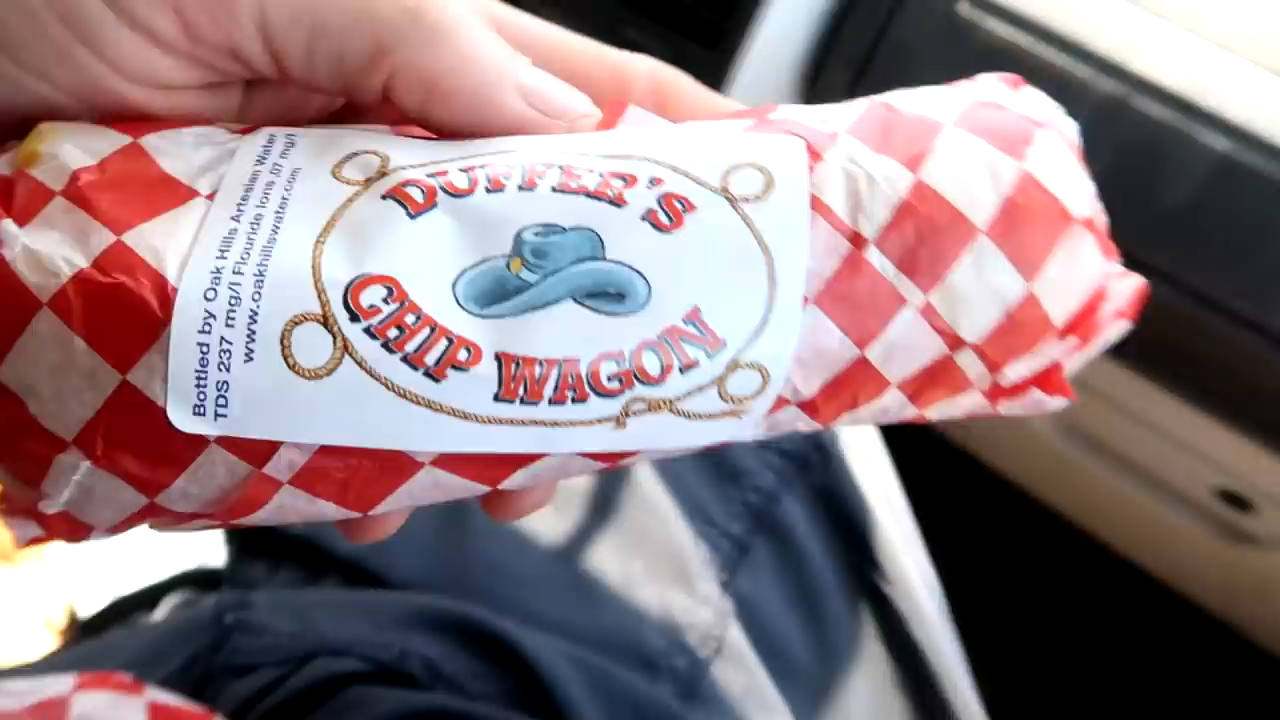 DUFFER'S
CHIP WAGON
Bottled by Oak Hills Artesian Water
TDS 237 mg/l Flouride Ions .07 mg/l
www.oakhillswater.com